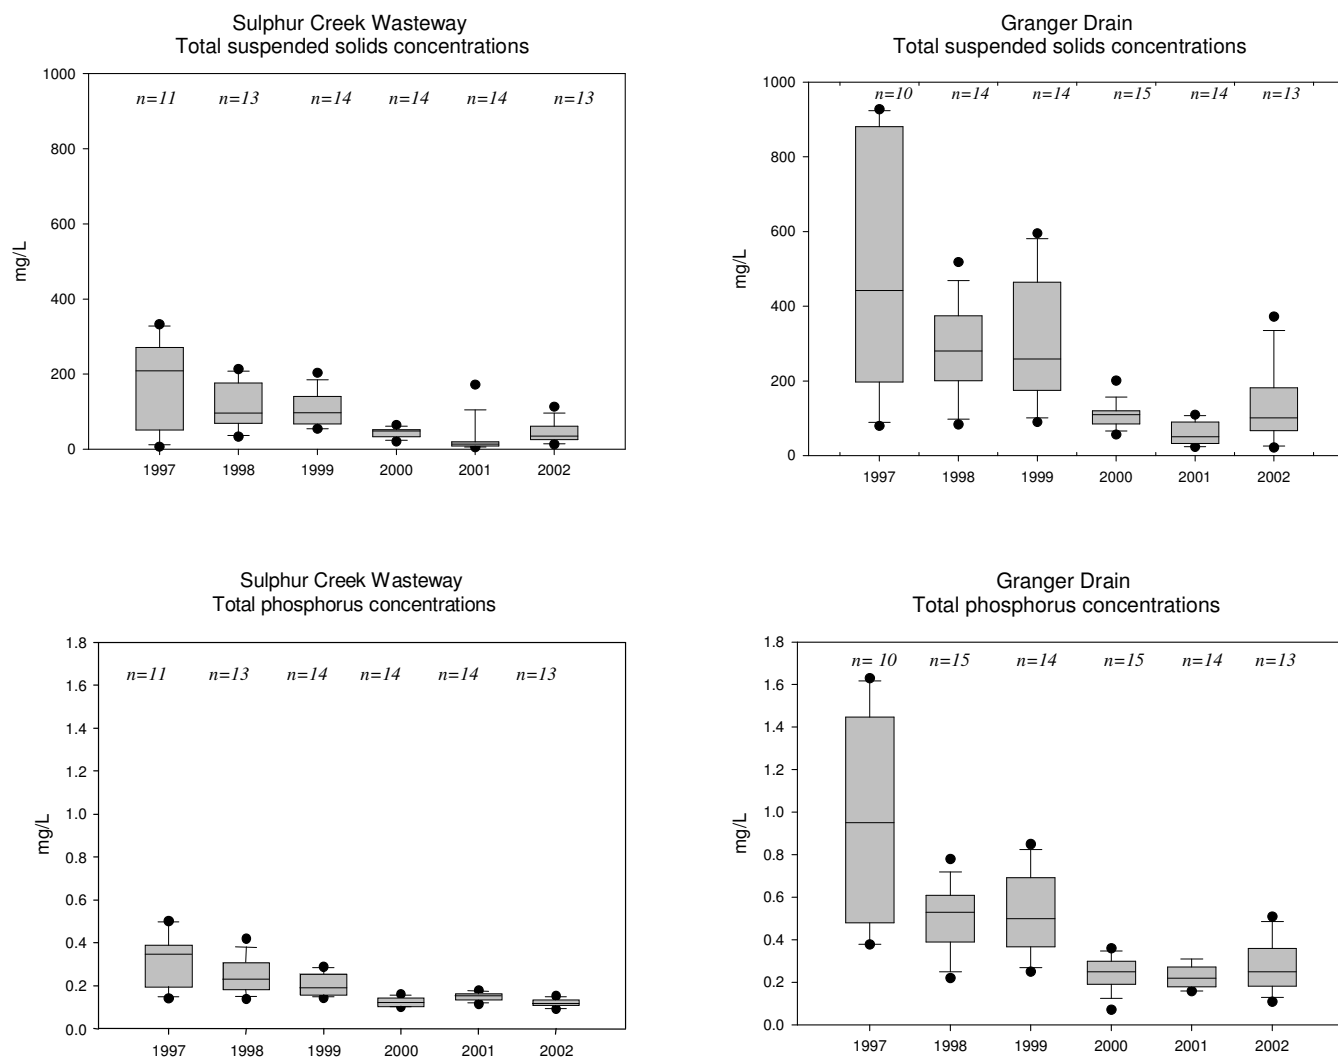 Sulphur Creek Wasteway
Total suspended solids concentrations
mg/L
1000
800
600
400
200
0
n=11 n=13 n=14 n=14 n=14 n=13
1997 1998 1999 2000 2001 2002
Granger Drain
Total suspended solids concentrations
mg/L
1000
800
600
400
200
0
n=10 n=14 n=14 n=15 n=14 n=13
1997 1998 1999 2000 2001 2002
Sulphur Creek Wasteway
Total phosphorus concentrations
mg/L
1.8
1.6
1.4
1.2
1.0
0.8
0.6
0.4
0.2
0.0
n=11 n=13 n=14 n=14 n=14 n=13
1997 1998 1999 2000 2001 2002
Granger Drain
Total phosphorus concentrations
mg/L
1.8
1.6
1.4
1.2
1.0
0.8
0.6
0.4
0.2
0.0
n= 10 n=15 n=14 n=15 n=14 n=13
1997 1998 1999 2000 2001 2002